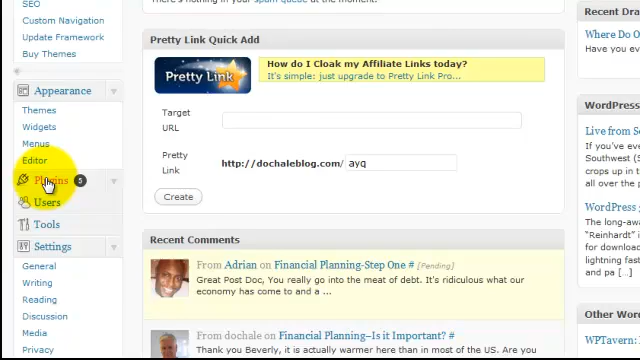 There's nothing in your spam queue at the moment.
SEO
Custom Navigation
Update Framework
Buy Themes
Appearance
Themes
Widgets
Menus
Editor
Plugins 5
Users
Tools
Settings
General
Writing
Reading
Discussion
Media
Privacy
Pretty Link Quick Add
Pretty Link
How do I Cloak my Affiliate Links today?
It's simple: just upgrade to Pretty Link Pro...
Target
URL
Pretty
Link
http://dochaleblog.com/ ayq
Create
Recent Comments
From Adrian on Financial Planning-Step One # [Pending]
Great Post Doc, You really go into the meat of debt. It's ridiculous what our
economy has come to and a ...
From dochale on Financial Planning–Is it Important? #
Thank you Beverly, it is actually warmer here than in most of the US. Are you
Recent Dra
Where Do O
Have you ev
WordPress
Live from S
If you've ev
Southwest (S
crops up in t
all over the p
WordPress 3
The long-awa
"Reinhardt" i
for download
lightning fast
and pa [...]
Other Wor
WPTavern: